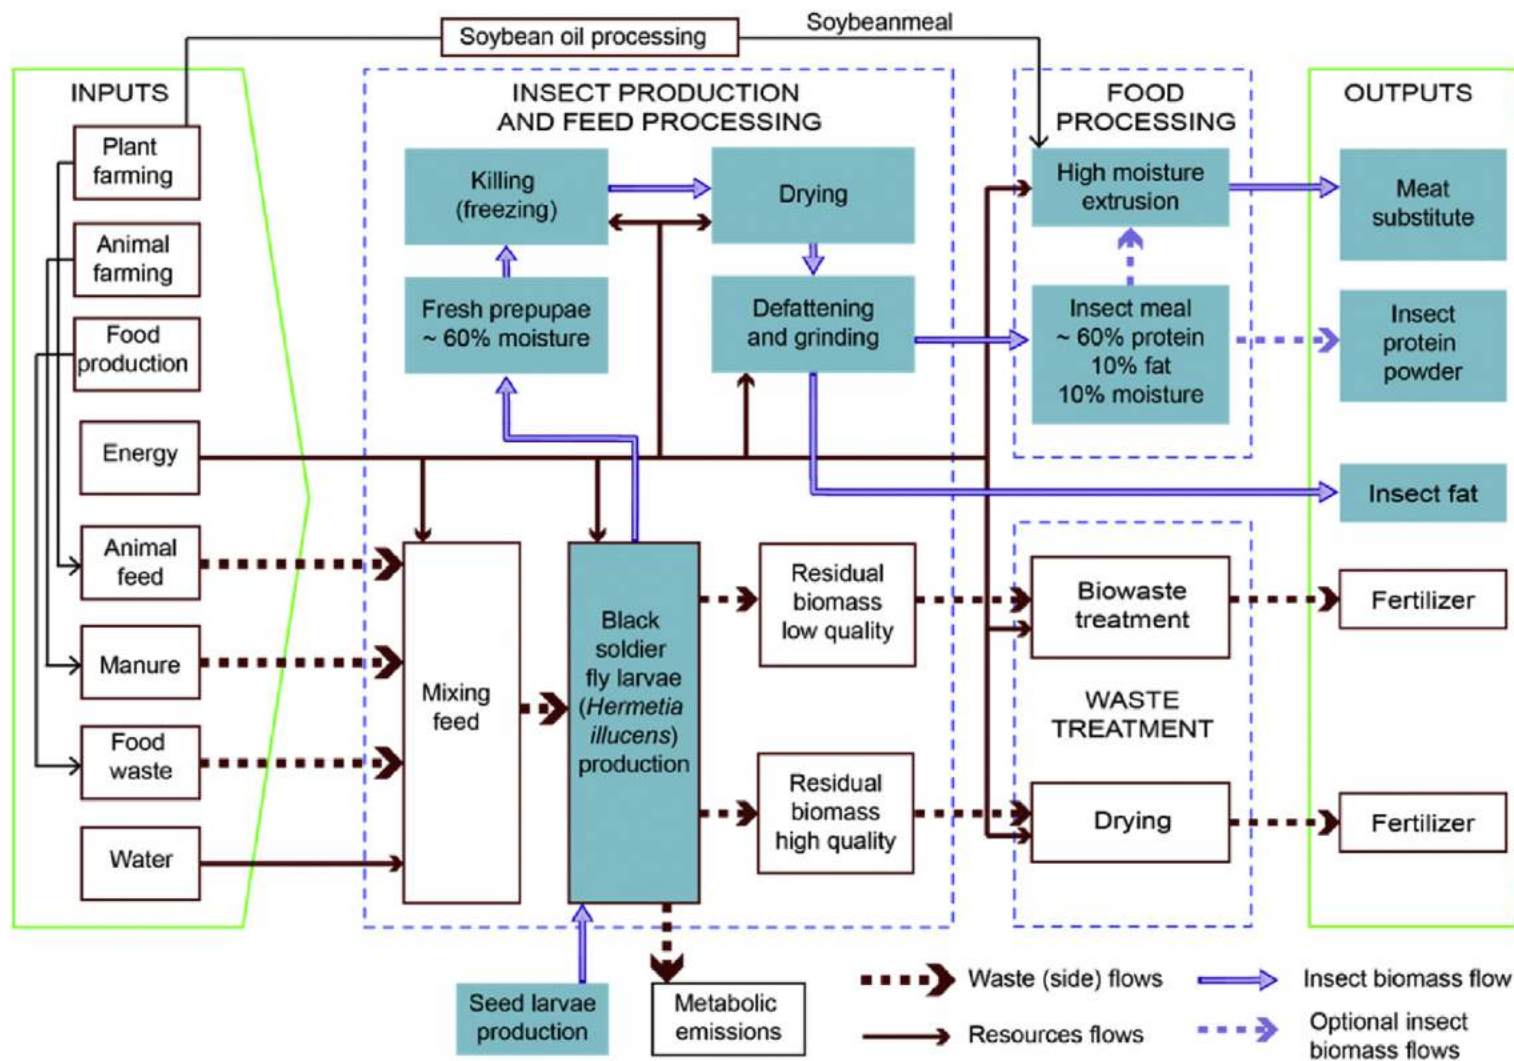 Soybean oil processing
Soybeanmeal
INPUTS
Plant
farming
Animal
farming
Food
production
Energy
Animal
feed
Manure
Food
waste
Water
INSECT PRODUCTION
AND FEED PROCESSING
Killing
(freezing)
Drying
Fresh prepupae
~ 60% moisture
Defattening
and grinding
Mixing
feed
Black
soldier
fly larvae
(Hermetia
illucens)
production
Residual
biomass
low quality
Residual
biomass
high quality
FOOD
PROCESSING
High moisture
extrusion
Insect meal
~ 60% protein
10% fat
10% moisture
Biowaste
treatment
WASTE
TREATMENT
Drying
OUTPUTS
Meat
substitute
Insect
protein
powder
Insect fat
Fertilizer
Fertilizer
Seed larvae
production
Metabolic
emissions
Waste (side) flows
Resources flows
Insect biomass flow
Optional insect
biomass flows